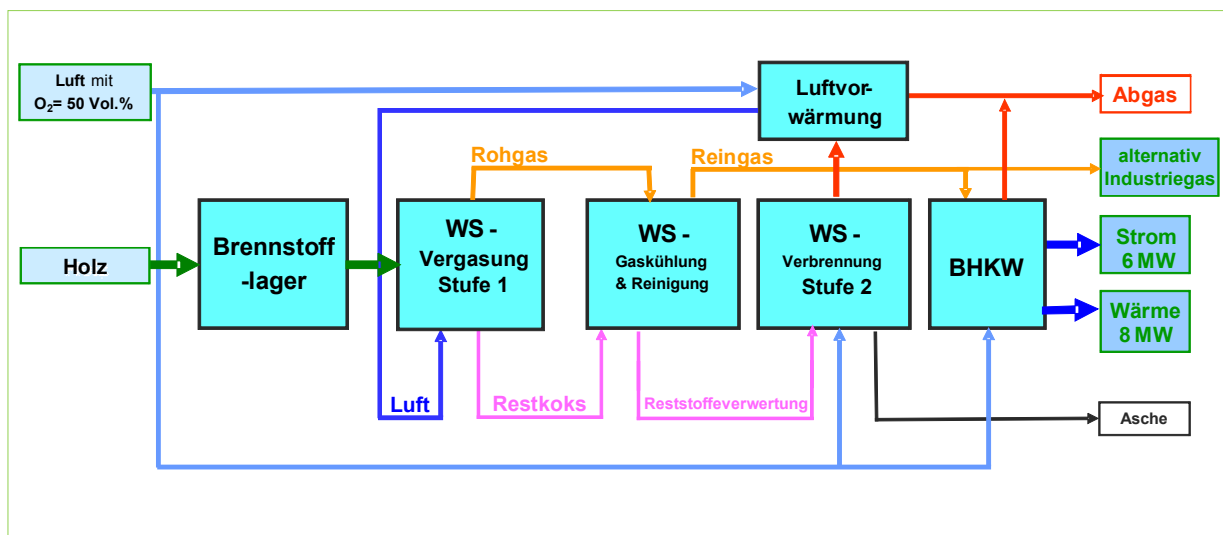 Luft mit
O₂= 50 Vol.%
Luftvor-
wärmung
Abgas
Rohgas
Reingas
alternativ
Industriegas
Holz
Brennstoff
-lager
WS -
Vergasung
Stufe 1
WS -
Gaskühlung
& Reinigung
WS -
Verbrennung
Stufe 2
BHKW
Strom
6 MW
Wärme
8 MW
Luft
Restkoks
Reststoffeverwertung
Asche